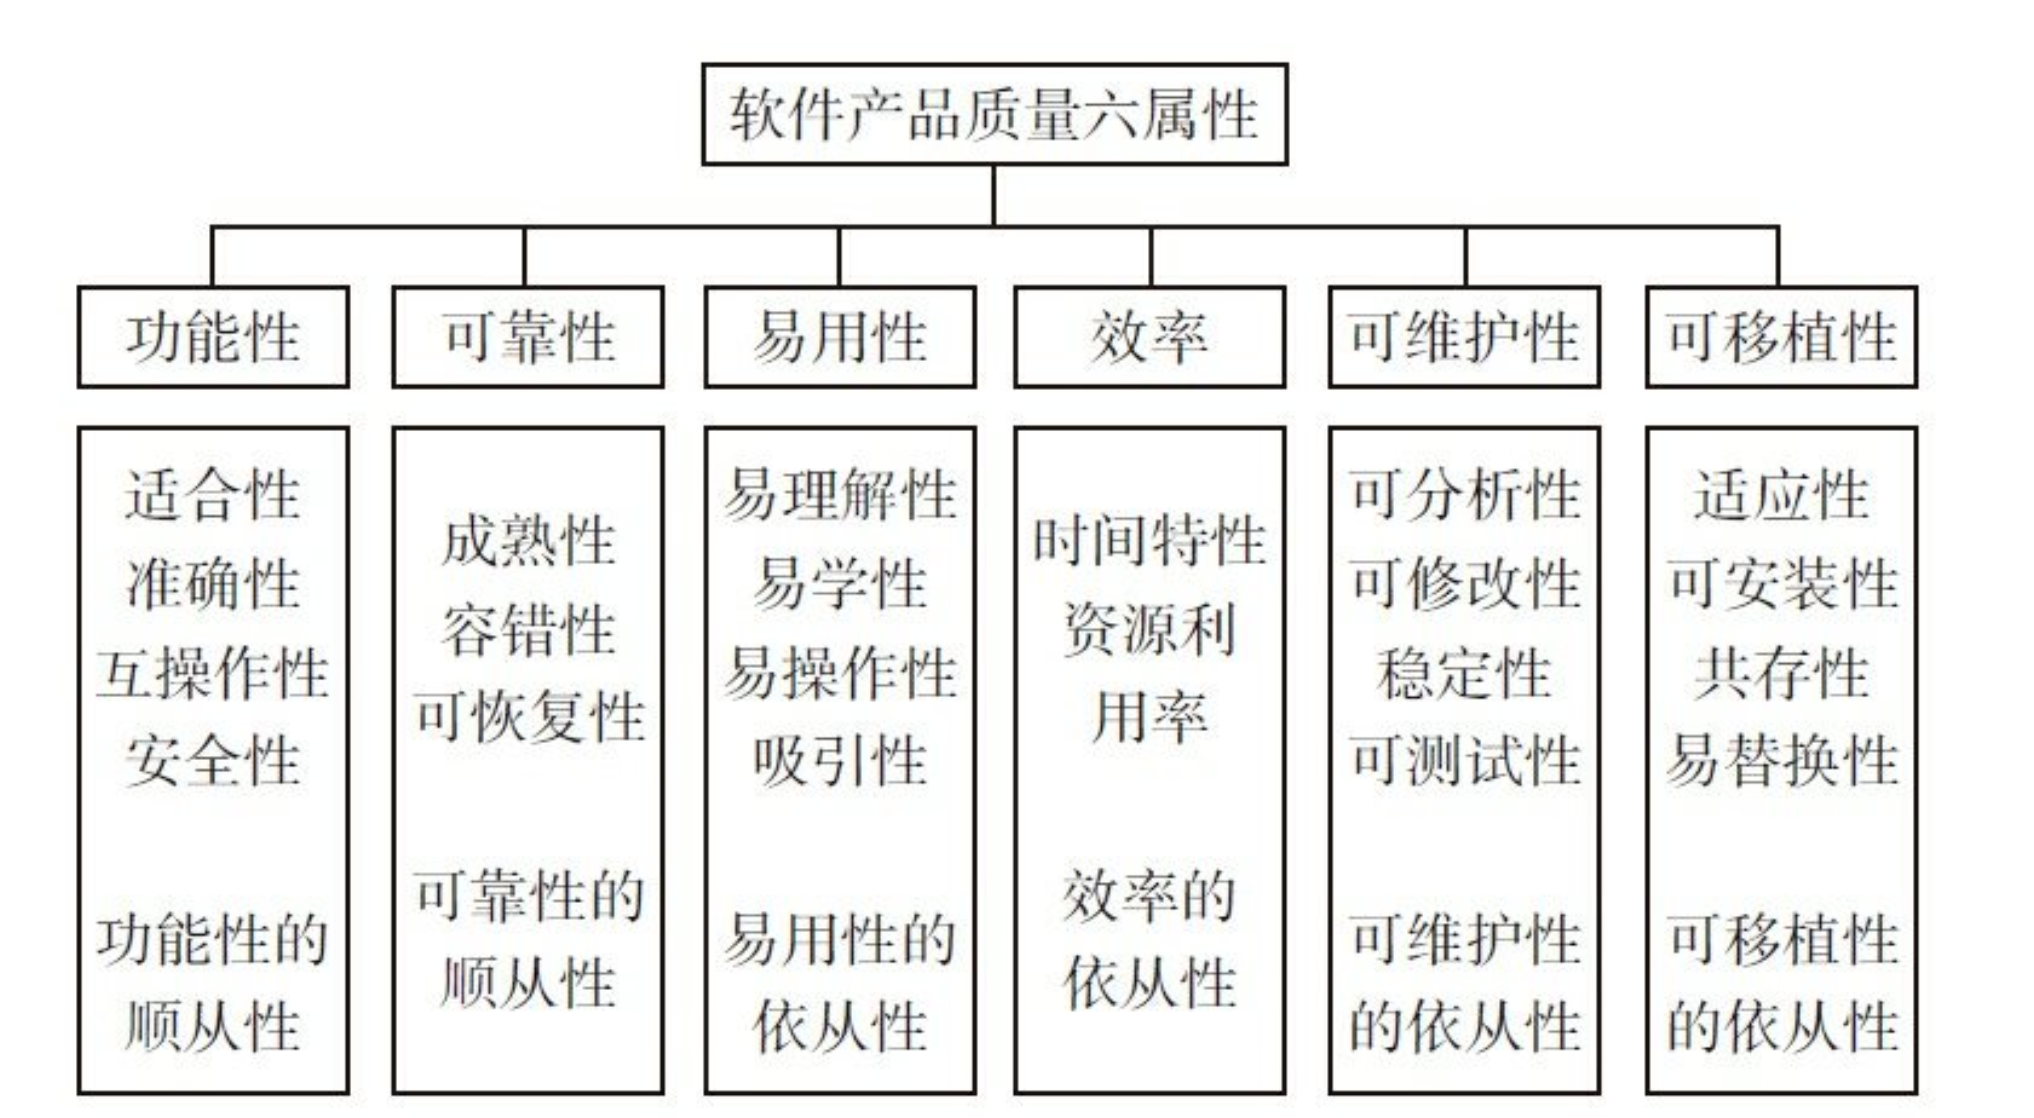 软件产品质量六属性
功能性
可靠性
易用性
效率
可维护性
可移植性
适合性
准确性
互操作性
安全性
功能性的
顺从性
成熟性
容错性
可恢复性
可靠性的
顺从性
易理解性
易学性
易操作性
吸引性
易用性的
依从性
时间特性
资源利
用率
效率的
依从性
可分析性
可修改性
稳定性
可测试性
可维护性
的依从性
适应性
可安装性
共存性
易替换性
可移植性
的依从性